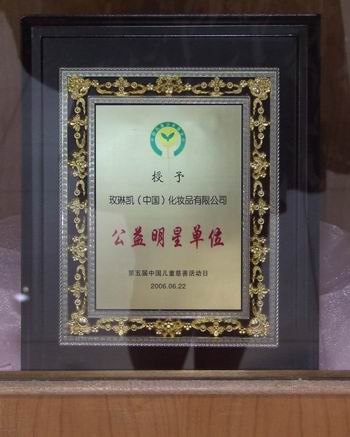 授予
玫琳凯（中国）化妆品有限公司
公益明星单位
第五届中国儿童慈善活动日
2006.06.22